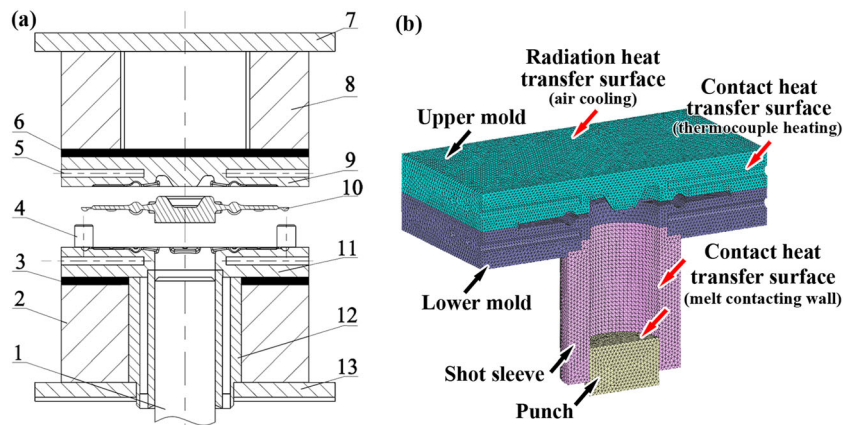 (a)
7
8
6
5
9
10
4
11
3
2
12
1
13
(b)
Radiation heat
transfer surface
(air cooling)
Contact heat
transfer surface
(thermocouple heating)
Upper mold
Contact heat
transfer surface
(melt contacting wall)
Lower mold
Shot sleeve
Punch